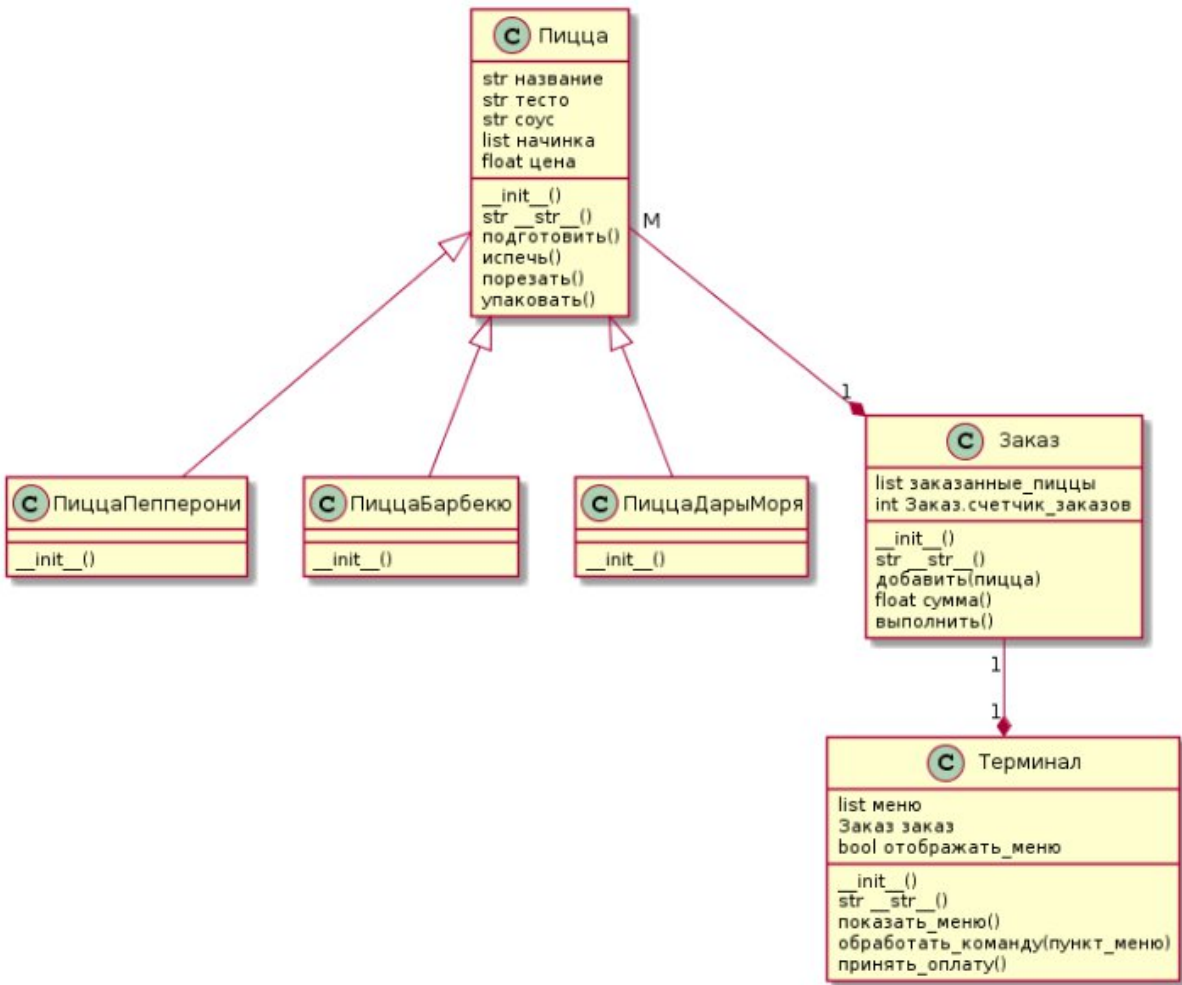 C Пицца
str название
str тесто
str соус
list начинка
float цена
__init__()
str __str__()
подготовить()
испечь()
порезать()
упаковать()
M
1
C ПиццаПепперони
__init__()
C ПиццаБарбекю
__init__()
C ПиццаДарыМоря
__init__()
C Заказ
list заказанные_пиццы
int Заказ.счетчик_заказов
__init__()
str __str__()
добавить(пицца)
float сумма()
выполнить()
1
1
C Терминал
list меню
Заказ заказ
bool отображать_меню
__init__()
str __str__()
показать_меню()
обработать_команду(пункт_меню)
принять_оплату()